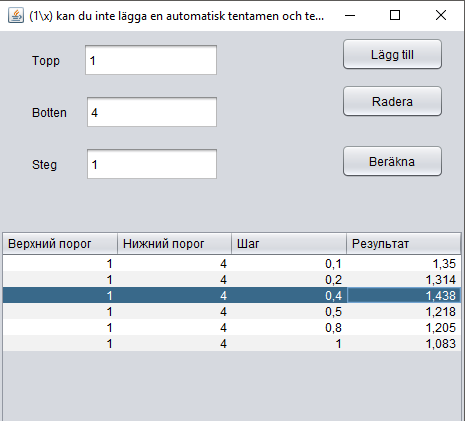 (1\x) kan du inte lägga en automatisk tentamen och te...
Topp 1 Lägg till
Radera
Botten 4
Steg 1 Beräkna
Верхний порог Нижний порог Шаг Результат
1 4 0,1 1,35
1 4 0,2 1,314
1 4 0,4 1,438
1 4 0,5 1,218
1 4 0,8 1,205
1 4 1 1,083